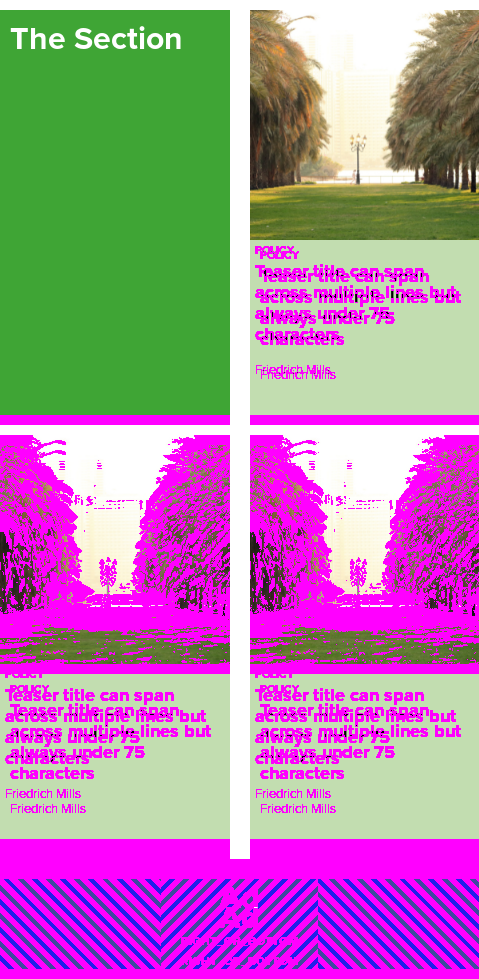 The Section
POLICY
Teaser title can span
across multiple lines but
always under 75
characters
Friedrich Mills
POLICY
Teaser title can span
across multiple lines but
always under 75
characters
Friedrich Mills
POLICY
Teaser title can span
across multiple lines but
always under 75
characters
Friedrich Mills
Ad